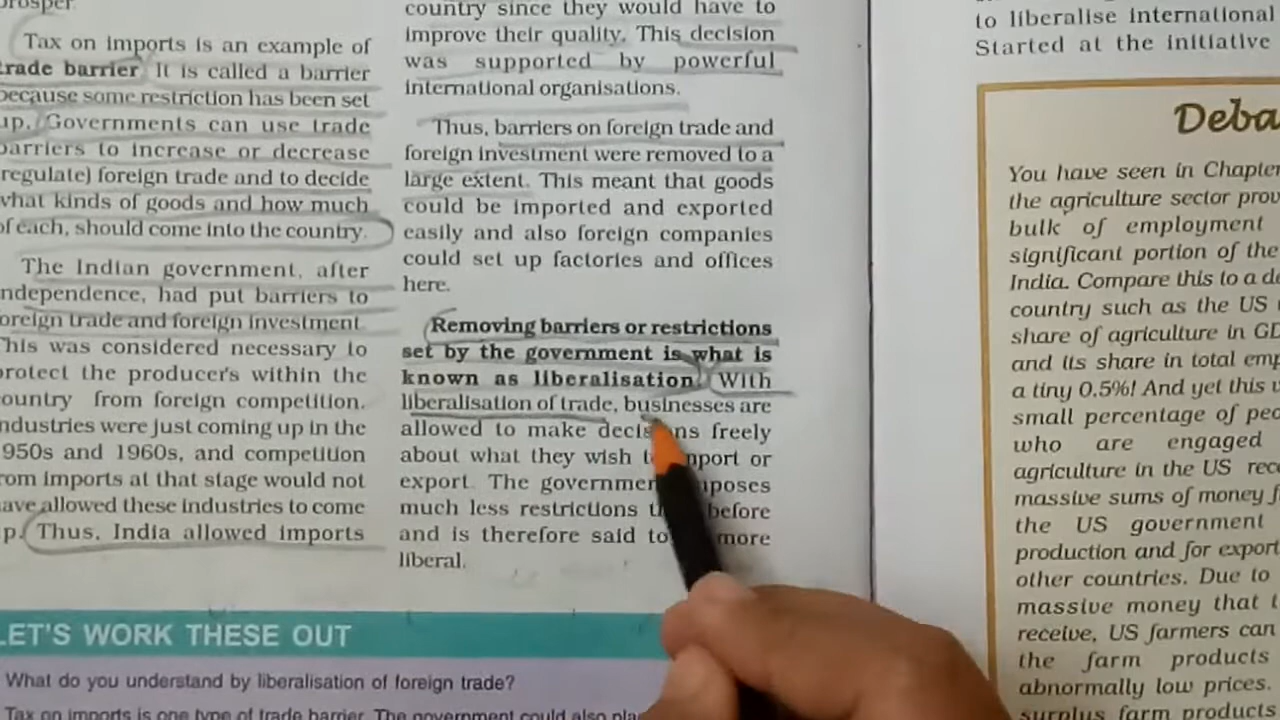 Tax on imports is an example of
trade barrier. It is called a barrier
because some restriction has been set
up. Governments can use trade
barriers to increase or decrease
(regulate) foreign trade and to decide
what kinds of goods and how much
of each, should come into the country.
The Indian government, after
independence, had put barriers to
foreign trade and foreign investment.
This was considered necessary to
protect the producers within the
country from foreign competition.
Industries were just coming up in the
1950s and 1960s, and competition
from imports at that stage would not
have allowed these industries to come
up. Thus, India allowed imports
country since they would have to
improve their quality. This decision
was supported by powerful
international organisations.
Thus, barriers on foreign trade and
foreign investment were removed to a
large extent. This meant that goods
could be imported and exported
easily and also foreign companies
could set up factories and offices
here.
Removing barriers or restrictions
set by the government is what is
known as liberalisation. With
liberalisation of trade, businesses are
allowed to make decisions freely
about what they wish to import or
export. The government imposes
much less restrictions than before
and is therefore said to be more
liberal.
LET'S WORK THESE OUT
What do you understand by liberalisation of foreign trade?
Tax on imports is one type of trade barrier. The government could also
to liberalise international
Started at the initiative
Deba
You have seen in Chapter
the agriculture sector prov
bulk of employment
significant portion of the
India. Compare this to a de
country such as the US
share of agriculture in GD
and its share in total emp
a tiny 0.5%! And yet this v
small percentage of peo
who are engaged
agriculture in the US rece
massive sums of money f
the US government
production and for export
other countries. Due to
massive money that t
receive, US farmers can
the farm products
abnormally low prices.
surplus farm products